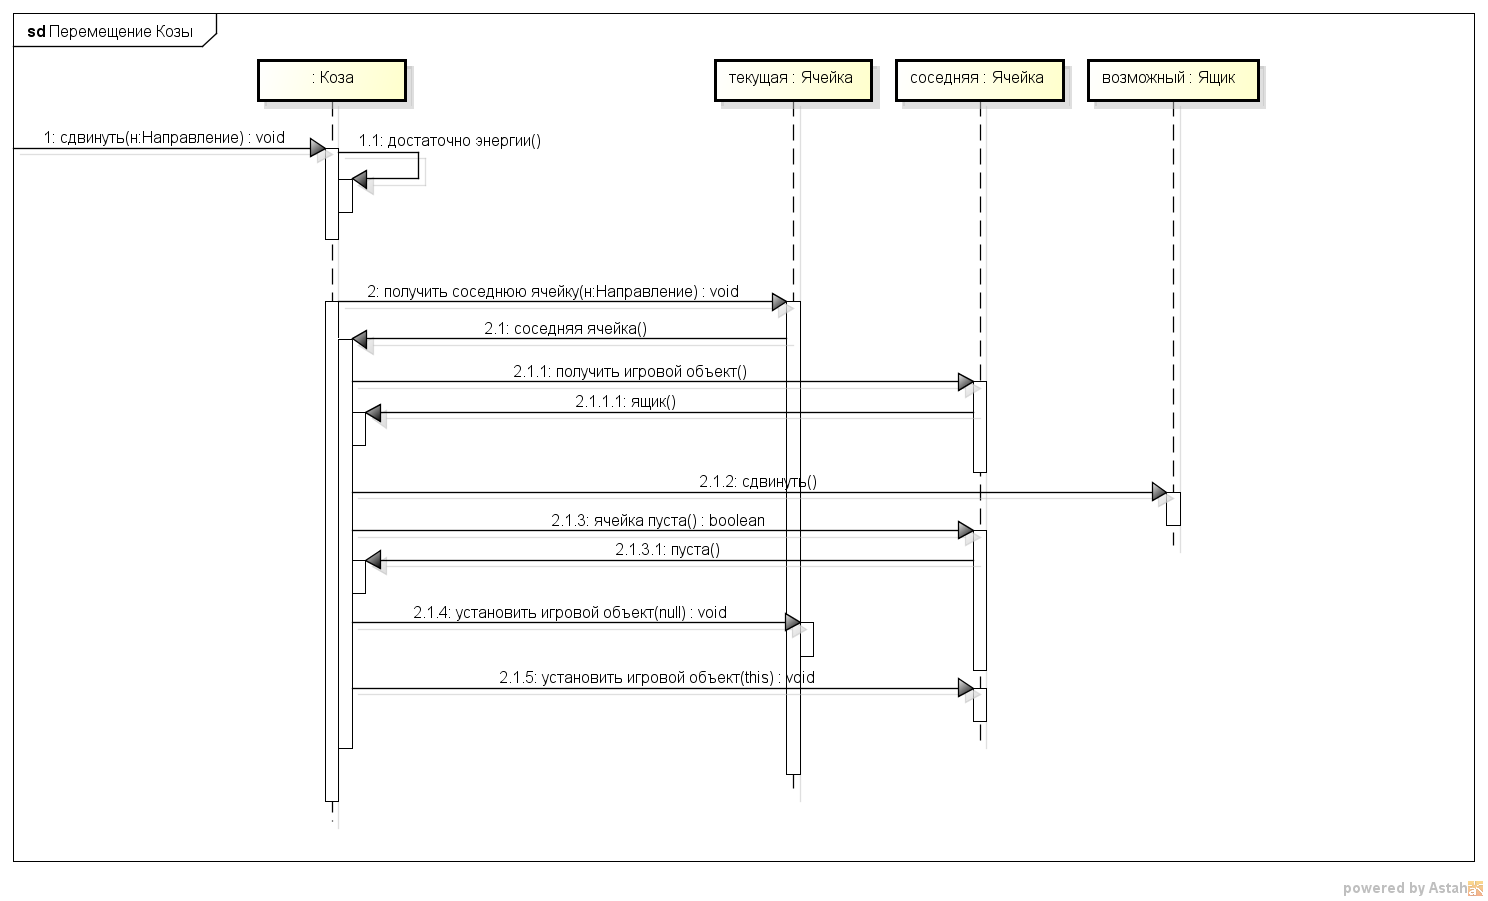 sd Перемещение Козы
: Коза
текущая : Ячейка
соседняя : Ячейка
возможный : Ящик
1: сдвинуть(н:Направление) : void
1.1: достаточно энергии()
2: получить соседнюю ячейку(н:Направление) : void
2.1: соседняя ячейка()
2.1.1: получить игровой объект()
2.1.1.1: ящик()
2.1.2: сдвинуть()
2.1.3: ячейка пуста() : boolean
2.1.3.1: пуста()
2.1.4: установить игровой объект(null) : void
2.1.5: установить игровой объект(this) : void
powered by Astah